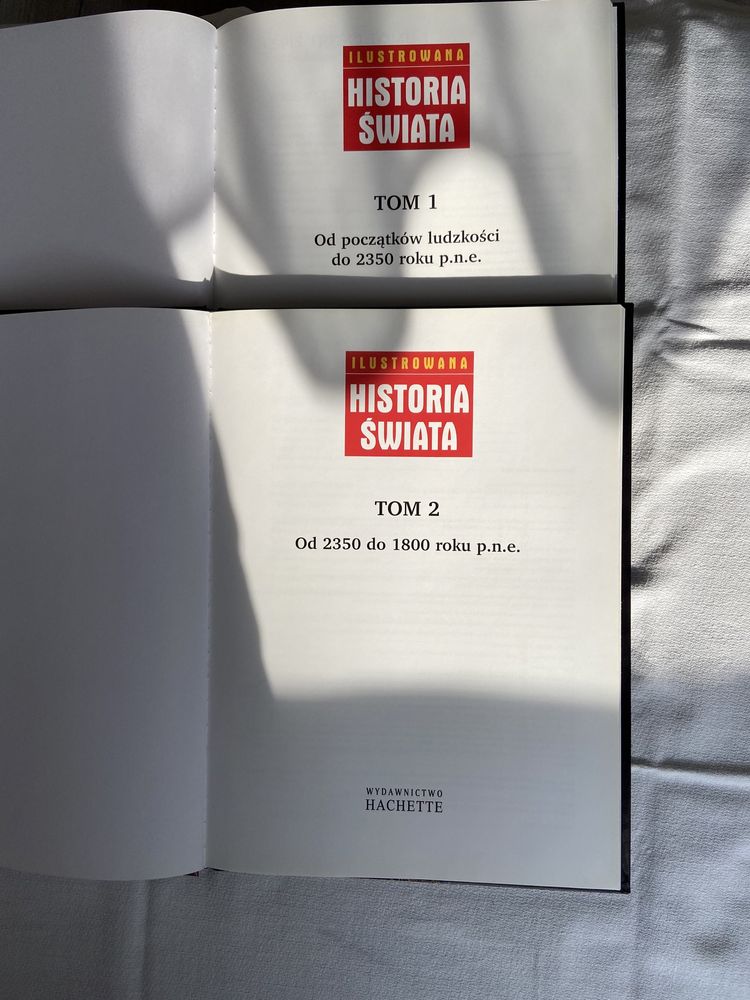 ILUSTROWANA
HISTORIA
ŚWIATA
TOM 1
Od początków ludzkości
do 2350 roku p.n.e.
ILUSTROWANA
HISTORIA
ŚWIATA
TOM 2
Od 2350 do 1800 roku p.n.e.
WYDAWNICTWO
HACHETTE